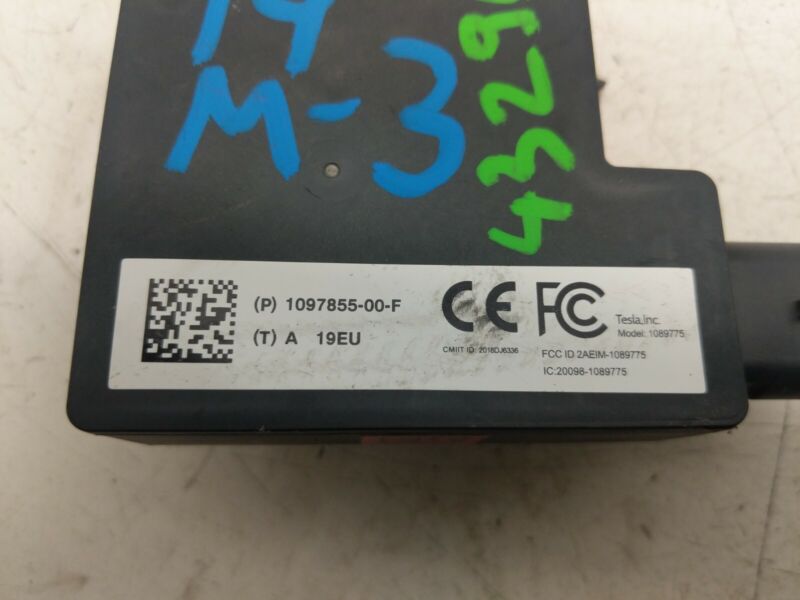 19
M-3
4329
(P) 1097855-00-F
(T) A 19EU
CE FC
CMIIT ID: 2018DJ6336
Tesla,Inc.
Model: 1089775
FCC ID 2AEIM-1089775
IC:20098-1089775